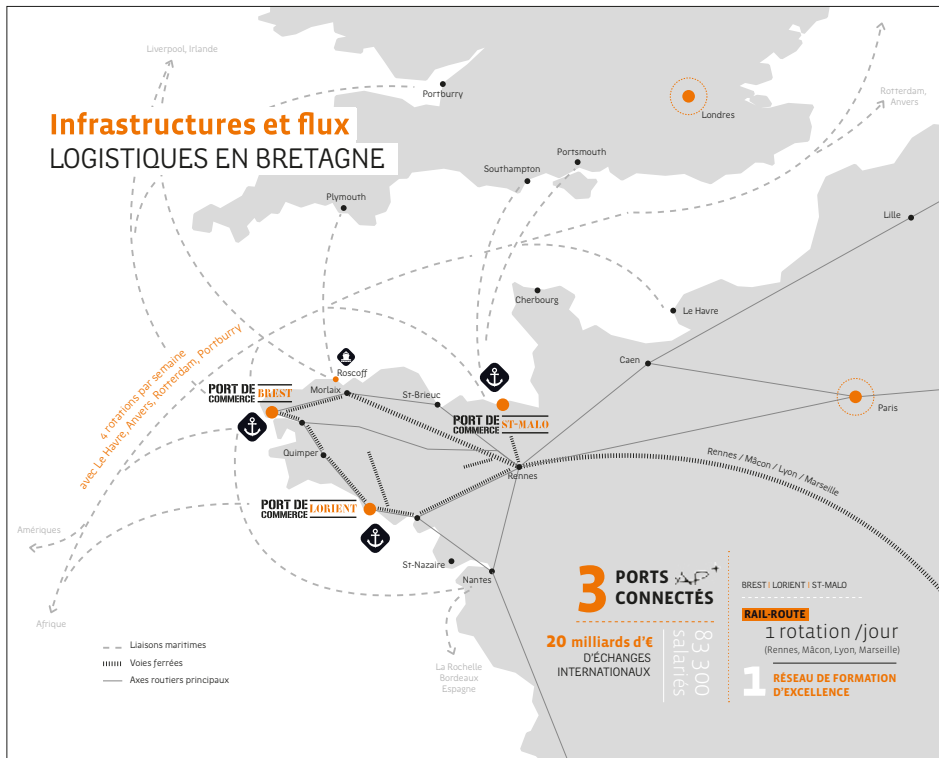 Liverpool, Irlande
Portburry
Londres
Rotterdam,
Anvers
Infrastructures et flux
LOGISTIQUES EN BRETAGNE
Southampton
Portsmouth
Plymouth
Lille
Cherbourg
Le Havre
Caen
Paris
4 rotations par semaine
avec Le Havre, Anvers, Rotterdam, Portburry
Roscoff
Morlaix
PORT DE
COMMERCE BREST
St-Brieuc
PORT DE
COMMERCE ST-MALO
Quimper
Rennes
Rennes / Mâcon / Lyon / Marseille
PORT DE
COMMERCE LORIENT
Amériques
St-Nazaire
Nantes
Afrique
Liaisons maritimes
Voies ferrées
Axes routiers principaux
La Rochelle
Bordeaux
Espagne
3 PORTS
CONNECTÉS
20 milliards d'€
D'ÉCHANGES
INTERNATIONAUX
83 300
salariés
BREST | LORIENT | ST-MALO
RAIL-ROUTE
1 rotation /jour
(Rennes, Mâcon, Lyon, Marseille)
1 RÉSEAU DE FORMATION
D'EXCELLENCE